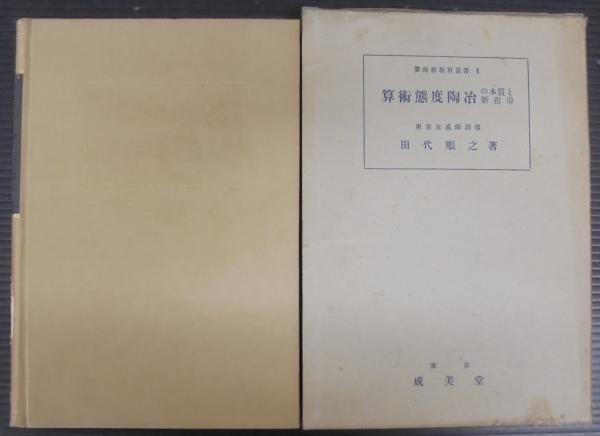 算術新教育叢書
算術態度陶冶の本質と新指導
東京女高師訓導
田代順之著
東京
成美堂